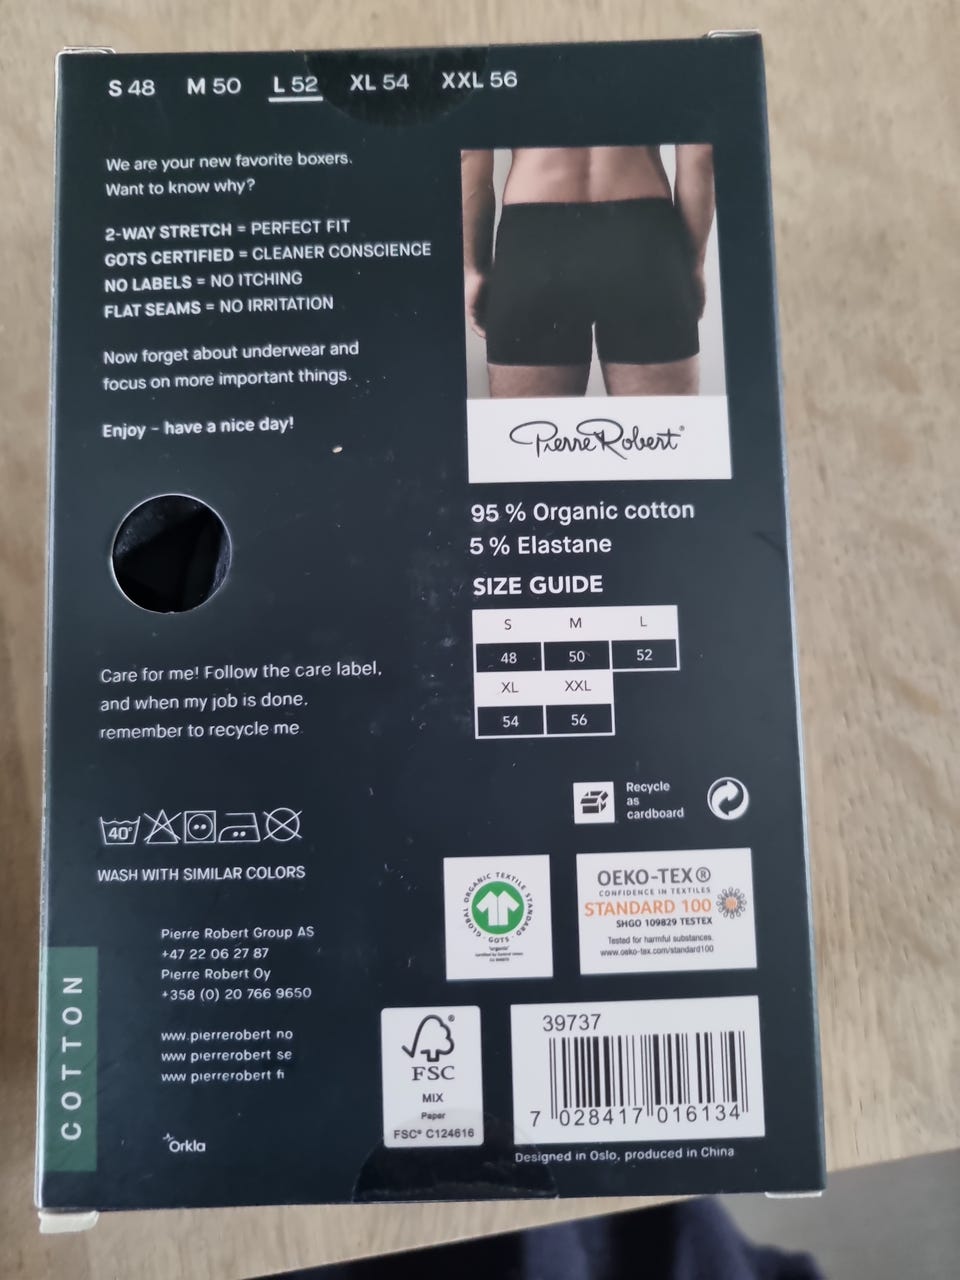 S 48 M 50 L 52 XL 54 XXL 56
We are your new favorite boxers.
Want to know why?
2-WAY STRETCH = PERFECT FIT
GOTS CERTIFIED = CLEANER CONSCIENCE
NO LABELS = NO ITCHING
FLAT SEAMS = NO IRRITATION
Now forget about underwear and
focus on more important things.
Enjoy - have a nice day!
Pierre Robert®
95 % Organic cotton
5 % Elastane
SIZE GUIDE
S M L
48 50 52
XL XXL
54 56
Care for me! Follow the care label,
and when my job is done,
remember to recycle me
Recycle
as
cardboard
40°
WASH WITH SIMILAR COLORS
GLOBAL ORGANIC TEXTILE STANDARD
· GOTS ·
"organic"
OEKO-TEX®
CONFIDENCE IN TEXTILES
STANDARD 100
SHGO 109829 TESTEX
Tested for harmful substances.
www.oeko-tex.com/standard100
Pierre Robert Group AS
+47 22 06 27 87
Pierre Robert Oy
+358 (0) 20 766 9650
www pierrerobert no
www pierrerobert se
www pierrerobert fi
Orkla
COTTON
®
FSC
MIX
Paper
FSC® C124616
39737
7 028417 016134
Designed in Oslo, produced in China